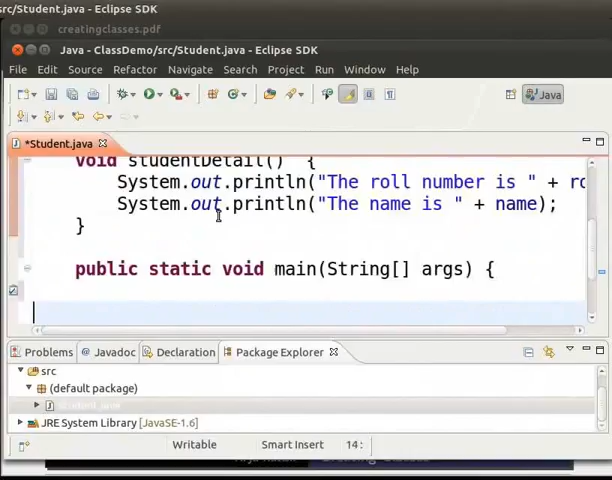 src/Student.java - Eclipse SDK
creatingclasses.pdf
Java - ClassDemo/src/Student.java - Eclipse SDK
File Edit Source Refactor Navigate Search Project Run Window Help
Java
*Student.java
void studentDetail() {
System.out.println("The roll number is " + ro
System.out.println("The name is " + name);
}
public static void main(String[] args) {
Problems @ Javadoc Declaration Package Explorer
src
(default package)
Student.java
JRE System Library [JavaSE-1.6]
Writable Smart Insert 14 :